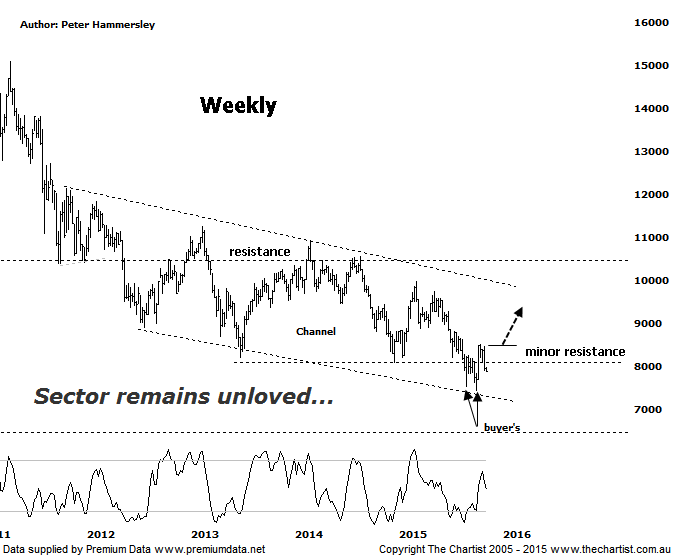 Author: Peter Hammersley
16000
15000
Weekly
14000
13000
12000
11000
resistance
10000
9000
Channel
minor resistance
8000
Sector remains unloved...
7000
buyer's
11 2012 2013 2014 2015 2016
Data supplied by Premium Data www.premiumdata.net Copyright The Chartist 2005 - 2015 www.thechartist.com.au